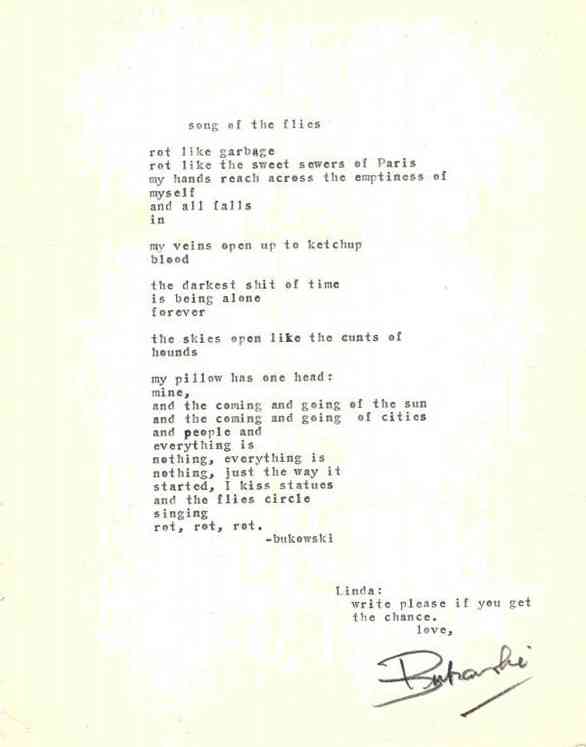 song of the flies
rot like garbage
rot like the sweet sewers of Paris
my hands reach across the emptiness of
myself
and all falls
in
my veins open up to ketchup
blood
the darkest shit of time
is being alone
forever
the skies open like the cunts of
hounds
my pillow has one head:
mine,
and the coming and going of the sun
and the coming and going of cities
and people and
everything is
nothing, everything is
nothing, just the way it
started, I kiss statues
and the flies circle
singing
rot, rot, rot.
-bukowski
Linda:
write please if you get
the chance.
love,
Bukowski